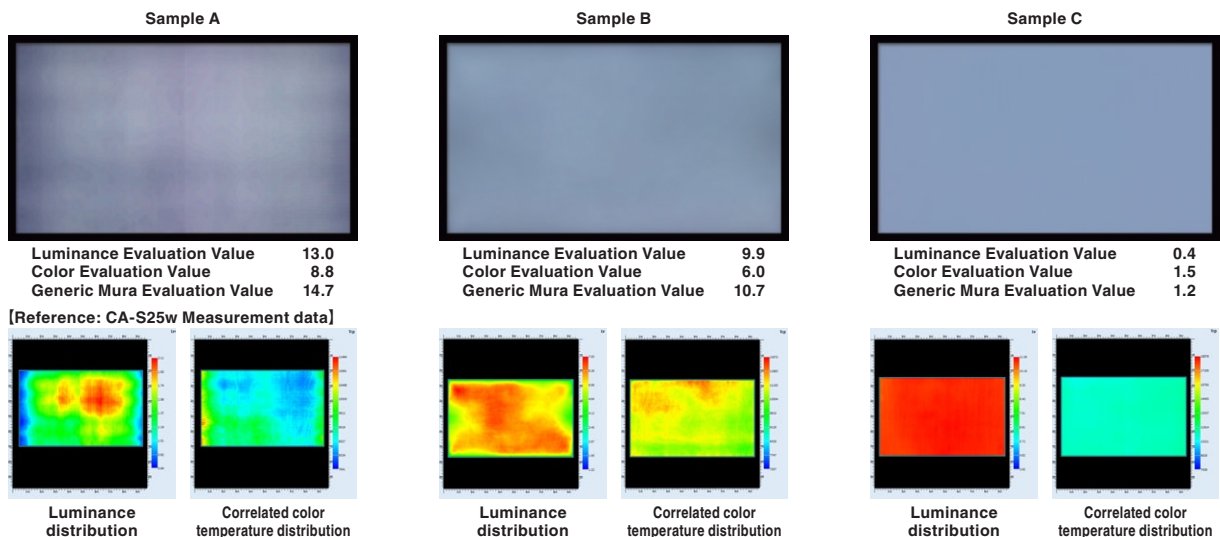 Sample A
Sample B
Sample C
Luminance Evaluation Value 13.0
Color Evaluation Value 8.8
Generic Mura Evaluation Value 14.7
Luminance Evaluation Value 9.9
Color Evaluation Value 6.0
Generic Mura Evaluation Value 10.7
Luminance Evaluation Value 0.4
Color Evaluation Value 1.5
Generic Mura Evaluation Value 1.2
【Reference: CA-S25w Measurement data】
Luminance
distribution
Correlated color
temperature distribution
Luminance
distribution
Correlated color
temperature distribution
Luminance
distribution
Correlated color
temperature distribution